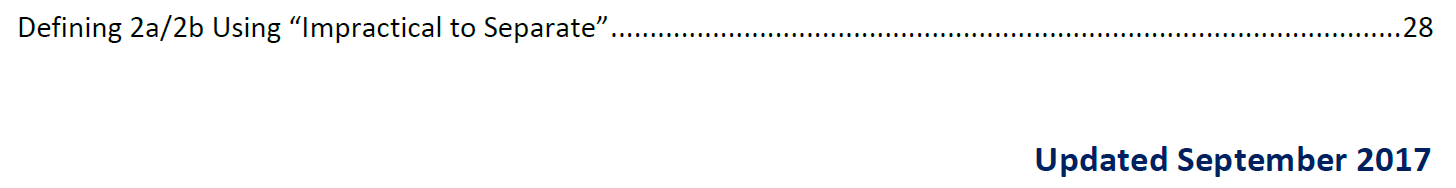 Defining 2a/2b Using “Impractical to Separate”.....................................................................................................28
Updated September 2017